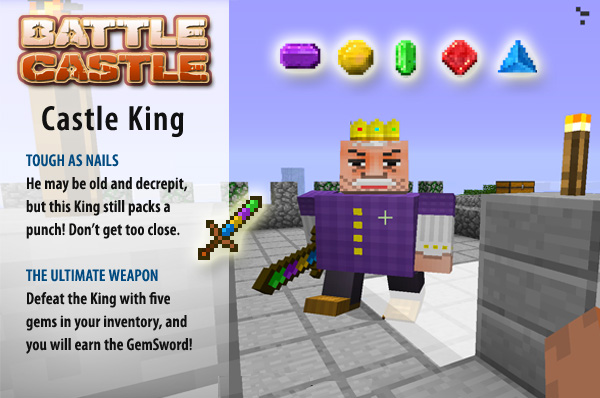 BATTLE
CASTLE
Castle King
TOUGH AS NAILS
He may be old and decrepit,
but this King still packs a
punch! Don't get too close.
THE ULTIMATE WEAPON
Defeat the King with five
gems in your inventory, and
you will earn the GemSword!